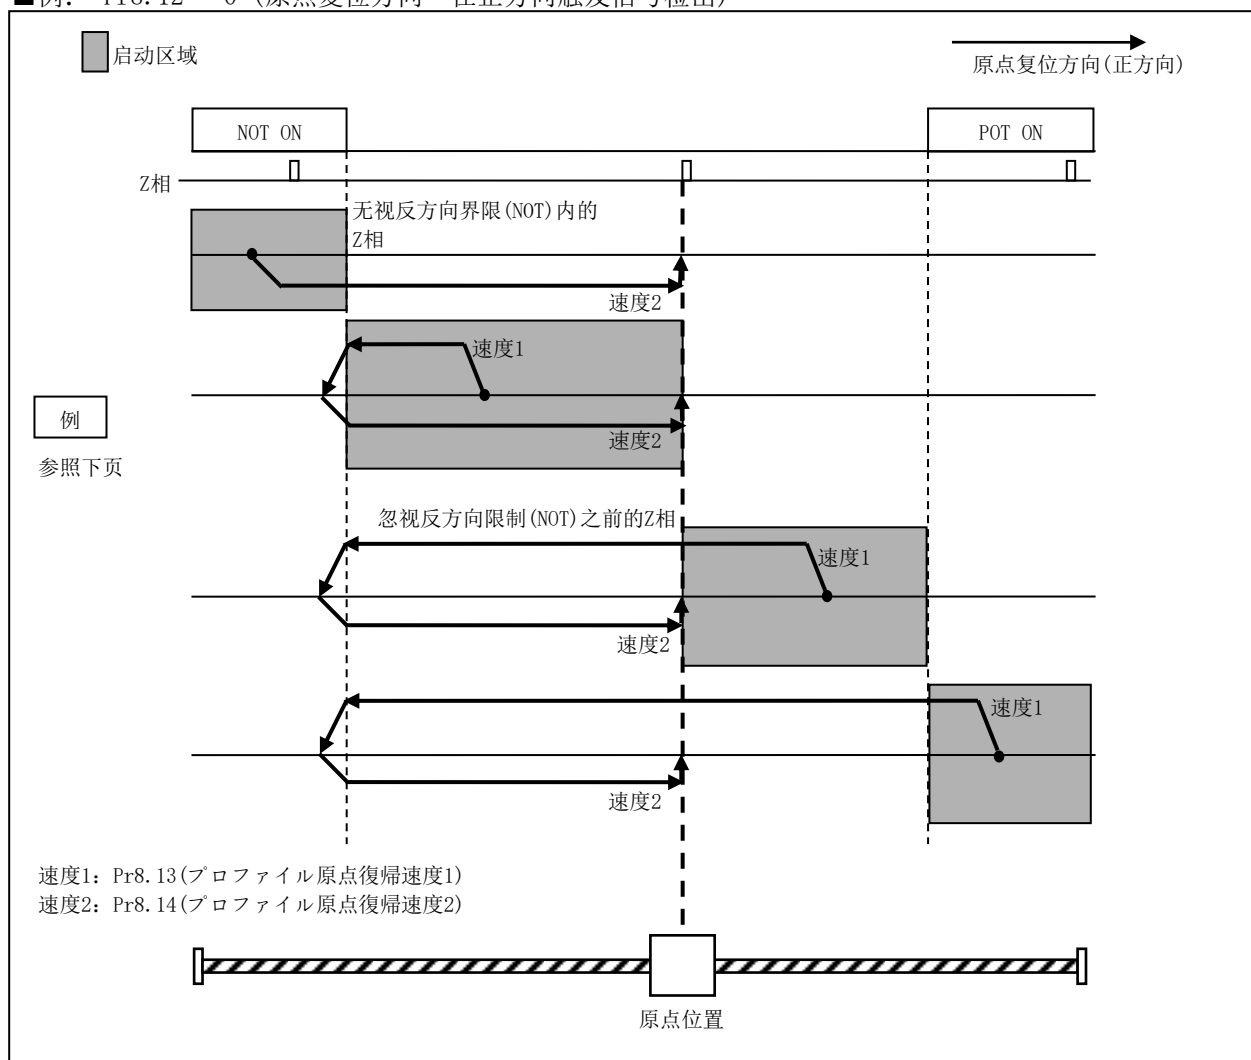 启动区域
原点复位方向(正方向)
NOT ON
POT ON
Z相
无视反方向界限(NOT)内的
Z相
速度2
速度1
速度2
例
参照下页
忽视反方向限制(NOT)之前的Z相
速度1
速度2
速度1
速度2
速度1: Pr8.13(プロファイル原点復帰速度1)
速度2: Pr8.14(プロファイル原点復帰速度2)
原点位置